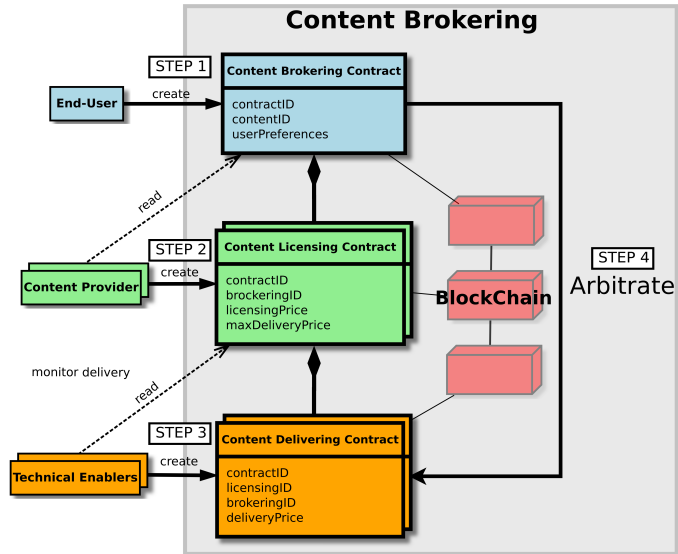 Content Brokering
STEP 1
Content Brokering Contract
End-User
create
contractID
contentID
userPreferences
read
STEP 2
Content Licensing Contract
create
Content Provider
contractID
brockeringID
licensingPrice
maxDeliveryPrice
BlockChain
STEP 4
Arbitrate
monitor delivery
read
STEP 3
Content Delivering Contract
create
Technical Enablers
contractID
licensingID
brokeringID
deliveryPrice